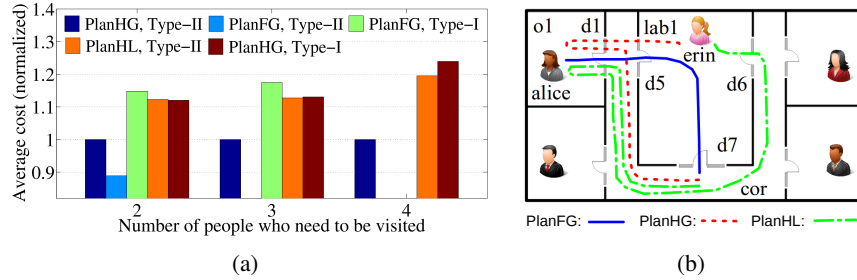 1.4
1.3
1.2
1.1
1
0.9
Average cost (normalized)
PlanHG, Type−II
PlanFG, Type−II
PlanFG, Type−I
PlanHL, Type−II
PlanHG, Type−I
2
3
4
Number of people who need to be visited
(a)
o1
d1
lab1
erin
alice
d5
d6
d7
cor
PlanFG:
PlanHG:
PlanHL:
(b)